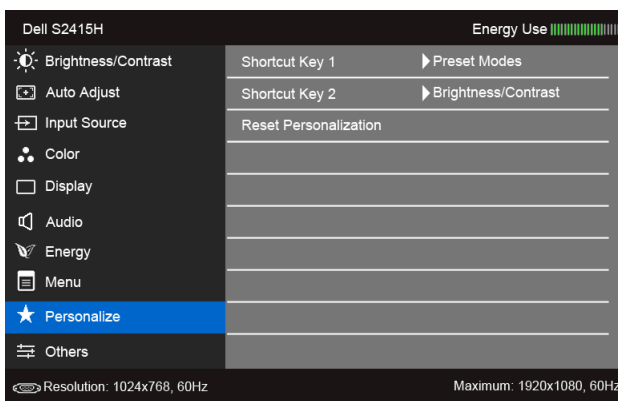 Dell S2415H Energy Use
Brightness/Contrast Shortcut Key 1 Preset Modes
Auto Adjust Shortcut Key 2 Brightness/Contrast
Input Source Reset Personalization
Color
Display
Audio
Energy
Menu
Personalize
Others
Resolution: 1024x768, 60Hz Maximum: 1920x1080, 60Hz